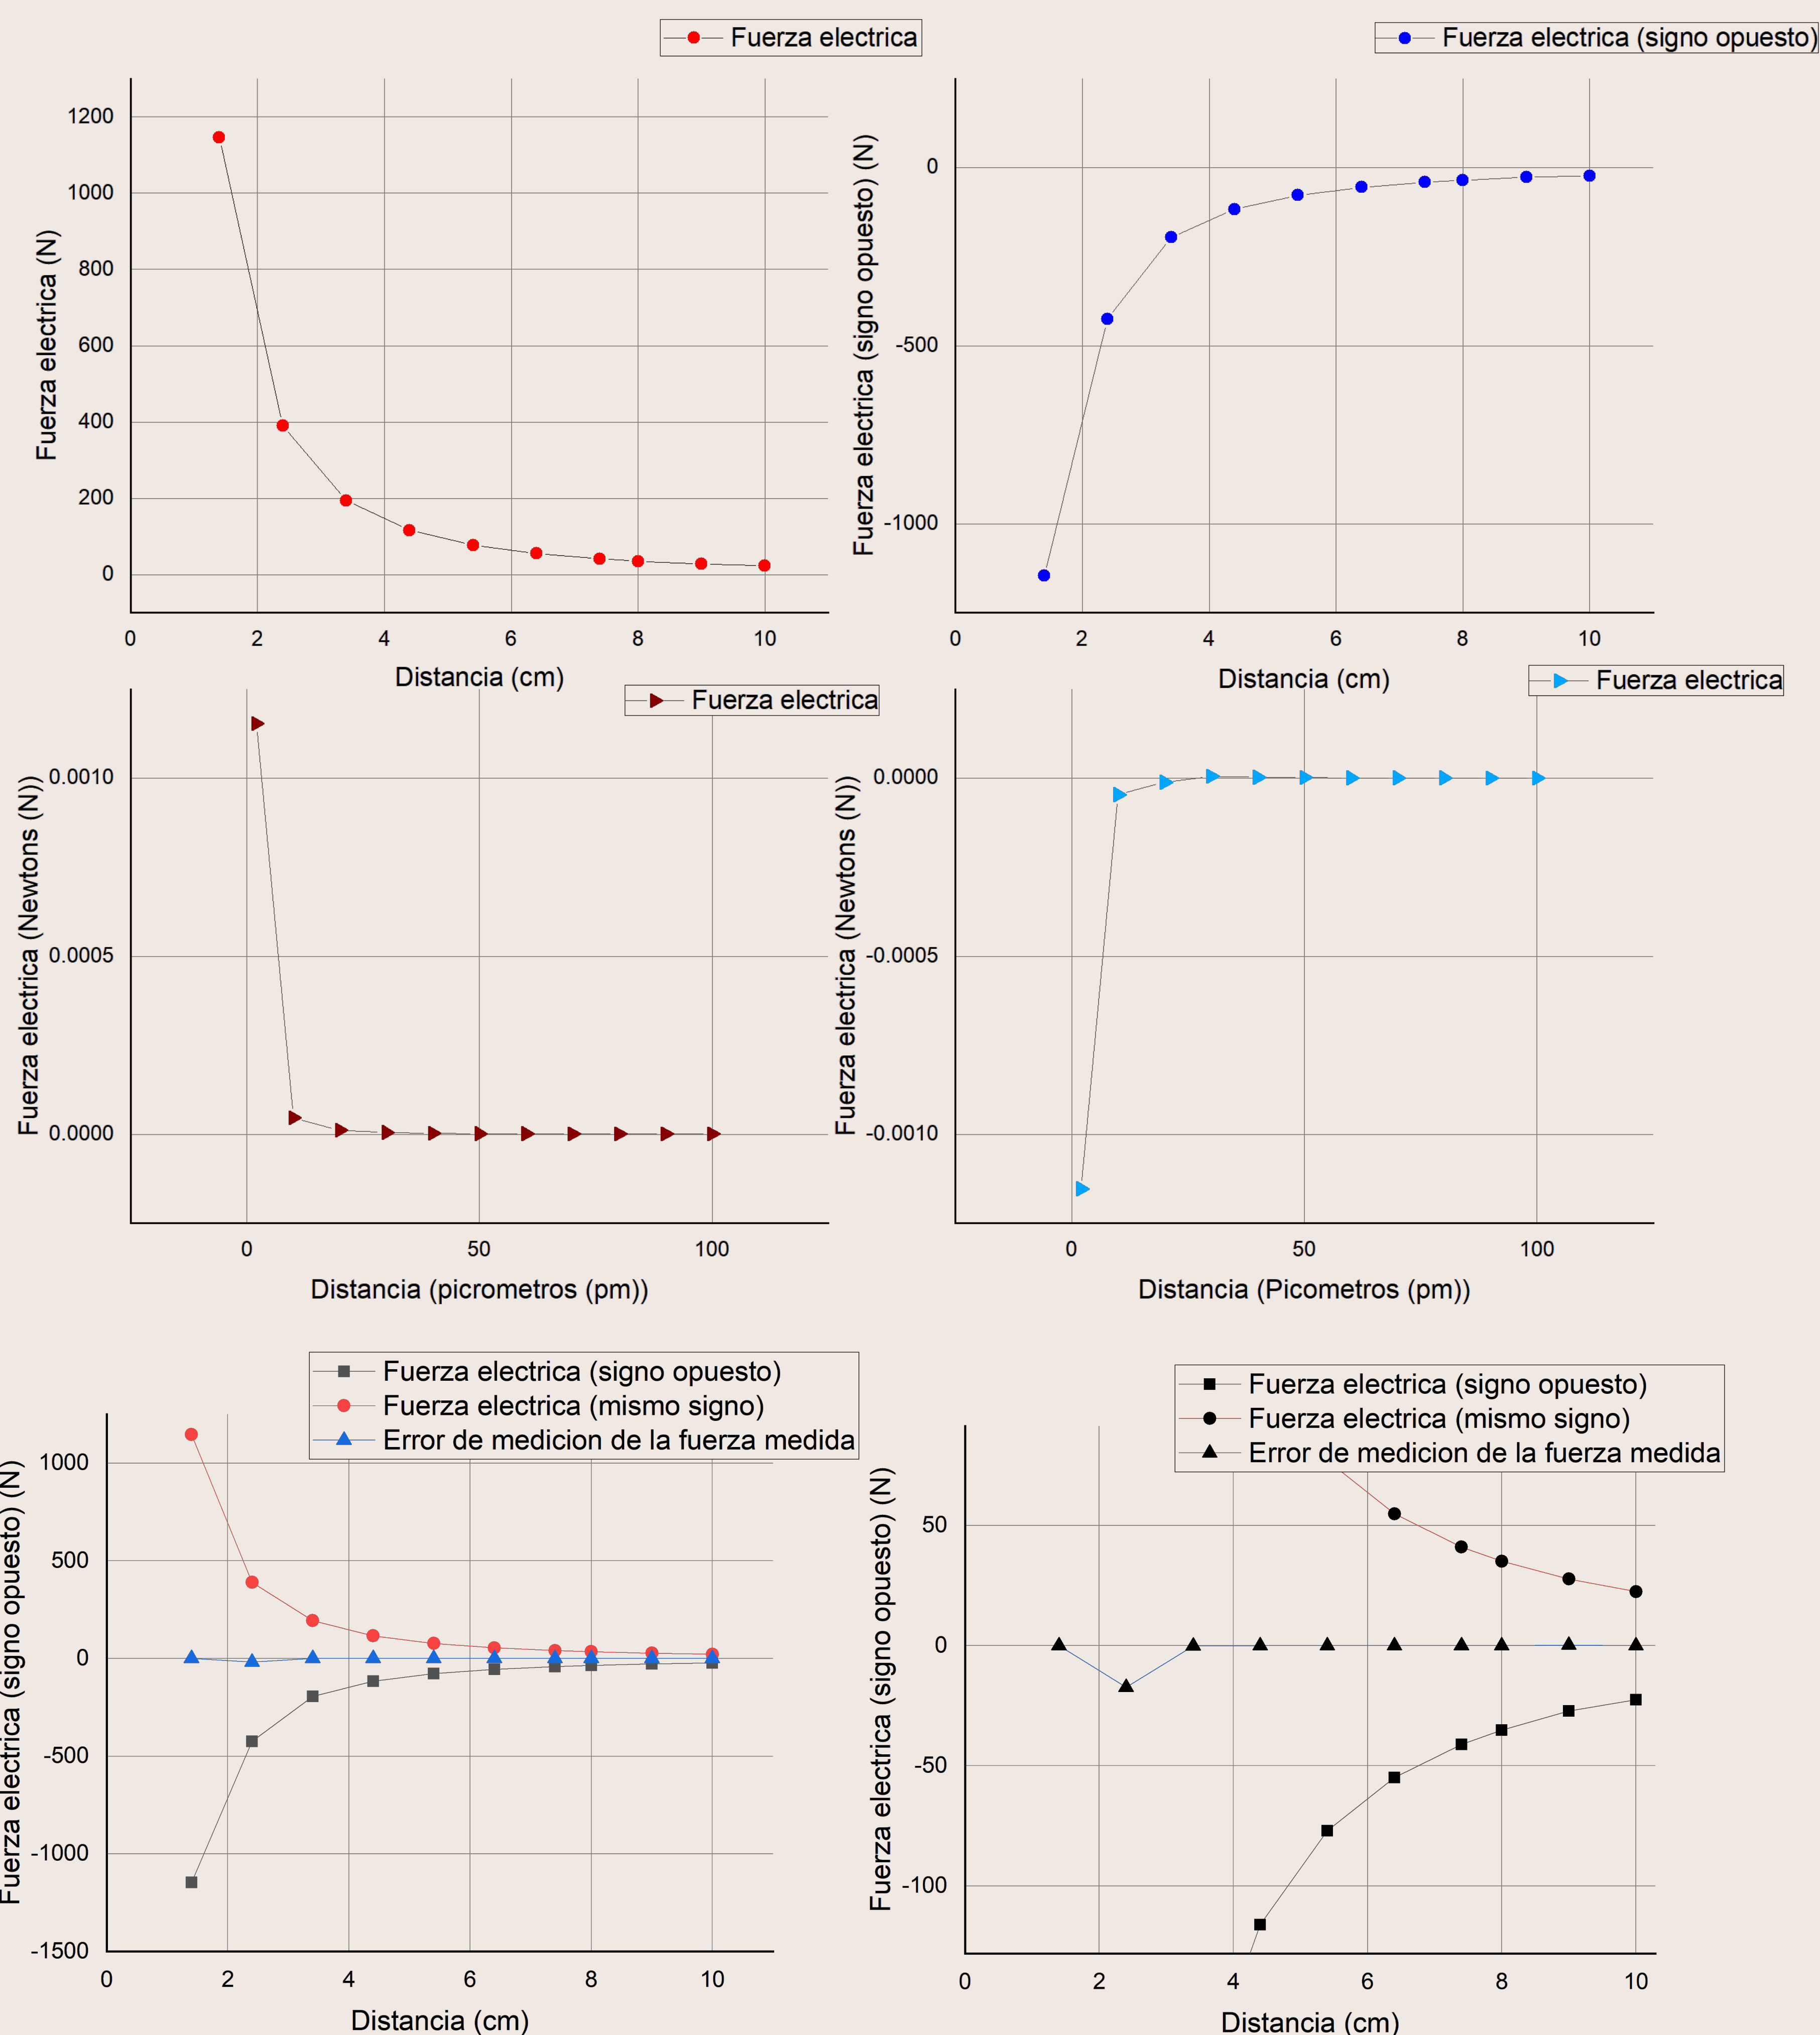 Fuerza electrica
Fuerza electrica (N)
1200
1000
800
600
400
200
0
0 2 4 6 8 10
Distancia (cm)
Fuerza electrica (signo opuesto)
Fuerza electrica (signo opuesto) (N)
0
-500
-1000
0 2 4 6 8 10
Distancia (cm)
Fuerza electrica
Fuerza electrica (Newtons (N))
0.0010
0.0005
0.0000
0 50 100
Distancia (picrometros (pm))
Fuerza electrica
Fuerza electrica (Newtons (N))
0.0000
-0.0005
-0.0010
0 50 100
Distancia (Picometros (pm))
Fuerza electrica (signo opuesto)
Fuerza electrica (mismo signo)
Error de medicion de la fuerza medida
Fuerza electrica (signo opuesto) (N)
1000
500
0
-500
-1000
-1500
0 2 4 6 8 10
Distancia (cm)
Fuerza electrica (signo opuesto)
Fuerza electrica (mismo signo)
Error de medicion de la fuerza medida
Fuerza electrica (signo opuesto) (N)
50
0
-50
-100
0 2 4 6 8 10
Distancia (cm)